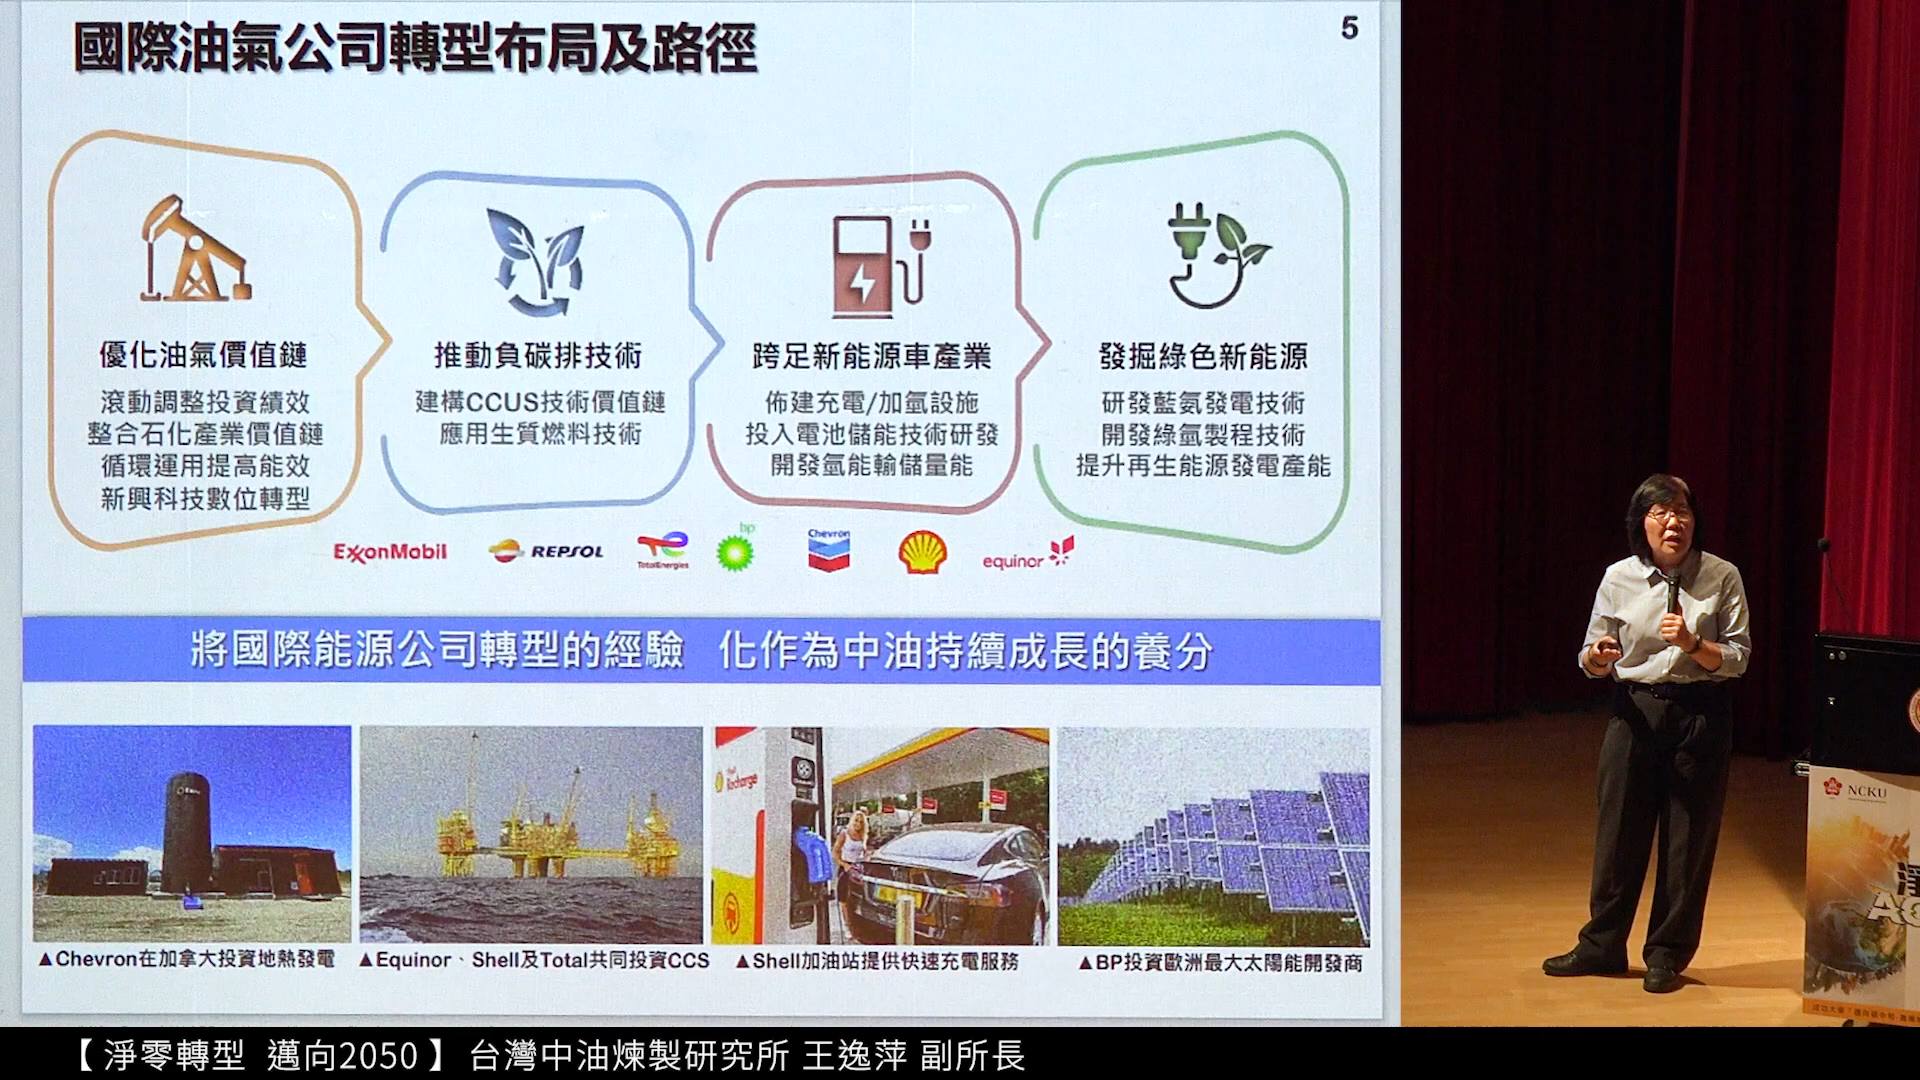 國際油氣公司轉型布局及路徑
5
優化油氣價值鏈
滾動調整投資績效
整合石化產業價值鏈
循環運用提高能效
新興科技數位轉型
推動負碳排技術
建構CCUS技術價值鏈
應用生質燃料技術
跨足新能源車產業
佈建充電/加氫設施
投入電池儲能技術研發
開發氫能輸儲量能
發掘綠色新能源
研發藍氨發電技術
開發綠氫製程技術
提升再生能源發電產能
ExxonMobil
REPSOL
TotalEnergies
bp
Chevron
equinor
將國際能源公司轉型的經驗 化作為中油持續成長的養分
Recharge
▲Chevron在加拿大投資地熱發電
▲Equinor、Shell及Total共同投資CCS
▲Shell加油站提供快速充電服務
▲BP投資歐洲最大太陽能開發商
NCKU
【淨零轉型 邁向2050】台灣中油煉製研究所 王逸萍 副所長